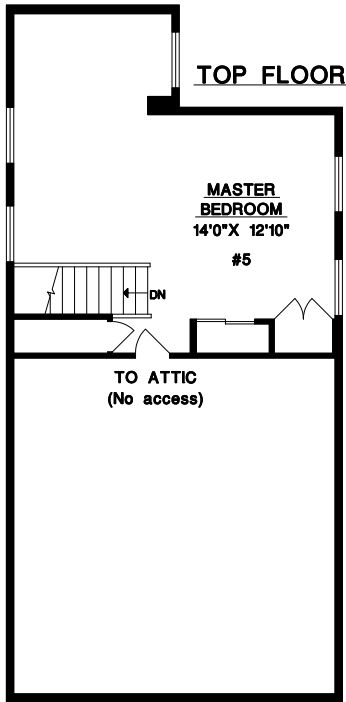 TOP FLOOR
MASTER
BEDROOM
14'0"X 12'10"
#5
DN
TO ATTIC
(No access)